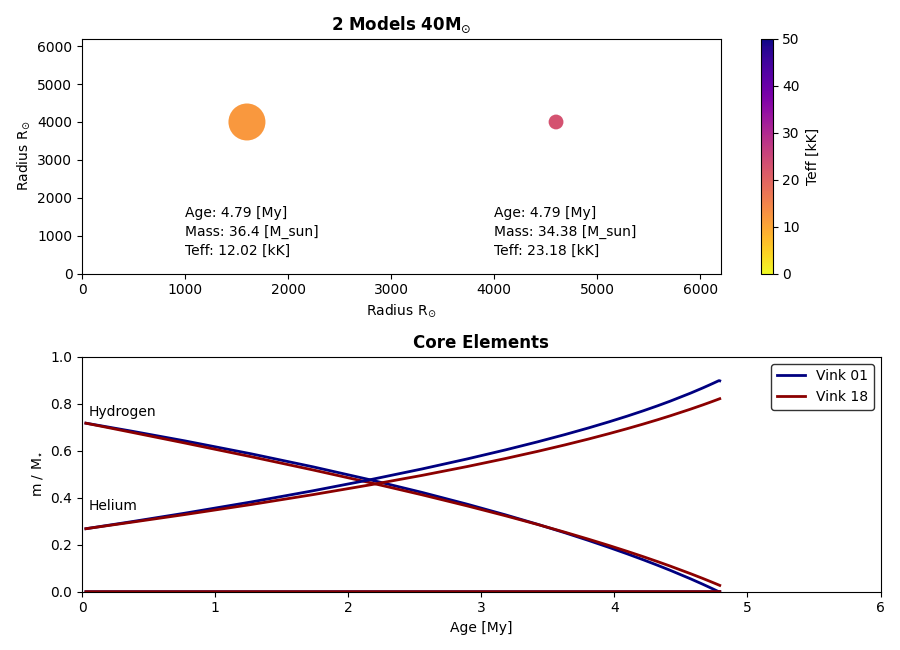 2 Models 40M☉
6000
5000
4000
3000
2000
1000
0
Radius R☉
Age: 4.79 [My]
Mass: 36.4 [M_sun]
Teff: 12.02 [kK]
Age: 4.79 [My]
Mass: 34.38 [M_sun]
Teff: 23.18 [kK]
0 1000 2000 3000 4000 5000 6000
Radius R☉
50
40
30
20
10
0
Teff [kK]
Core Elements
1.0
0.8
0.6
0.4
0.2
0.0
m / M⋆
Hydrogen
Helium
Vink 01
Vink 18
0 1 2 3 4 5 6
Age [My]